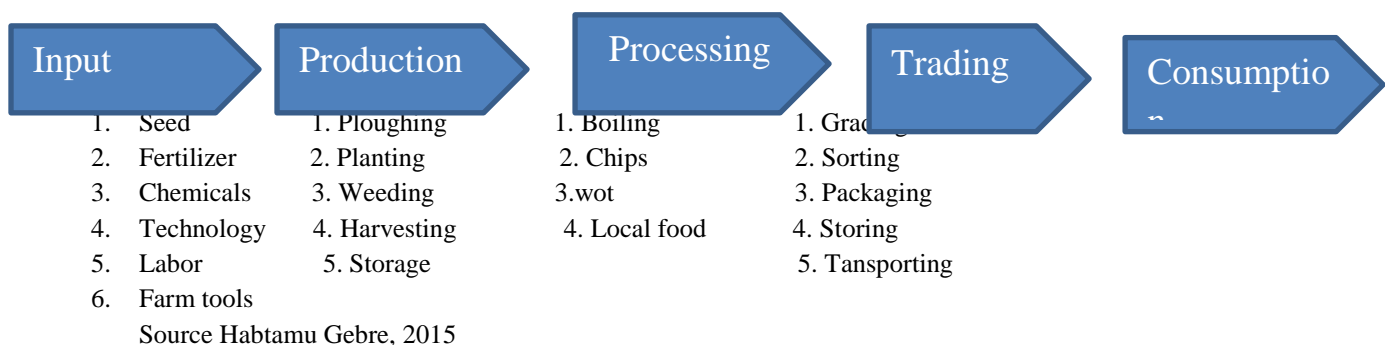 Input
1. Seed
2. Fertilizer
3. Chemicals
4. Technology
5. Labor
6. Farm tools
Production
1. Ploughing
2. Planting
3. Weeding
4. Harvesting
5. Storage
Processing
1. Boiling
2. Chips
3.wot
4. Local food
Trading
1. Grading
2. Sorting
3. Packaging
4. Storing
5. Tansporting
Consumptio
n
Source Habtamu Gebre, 2015